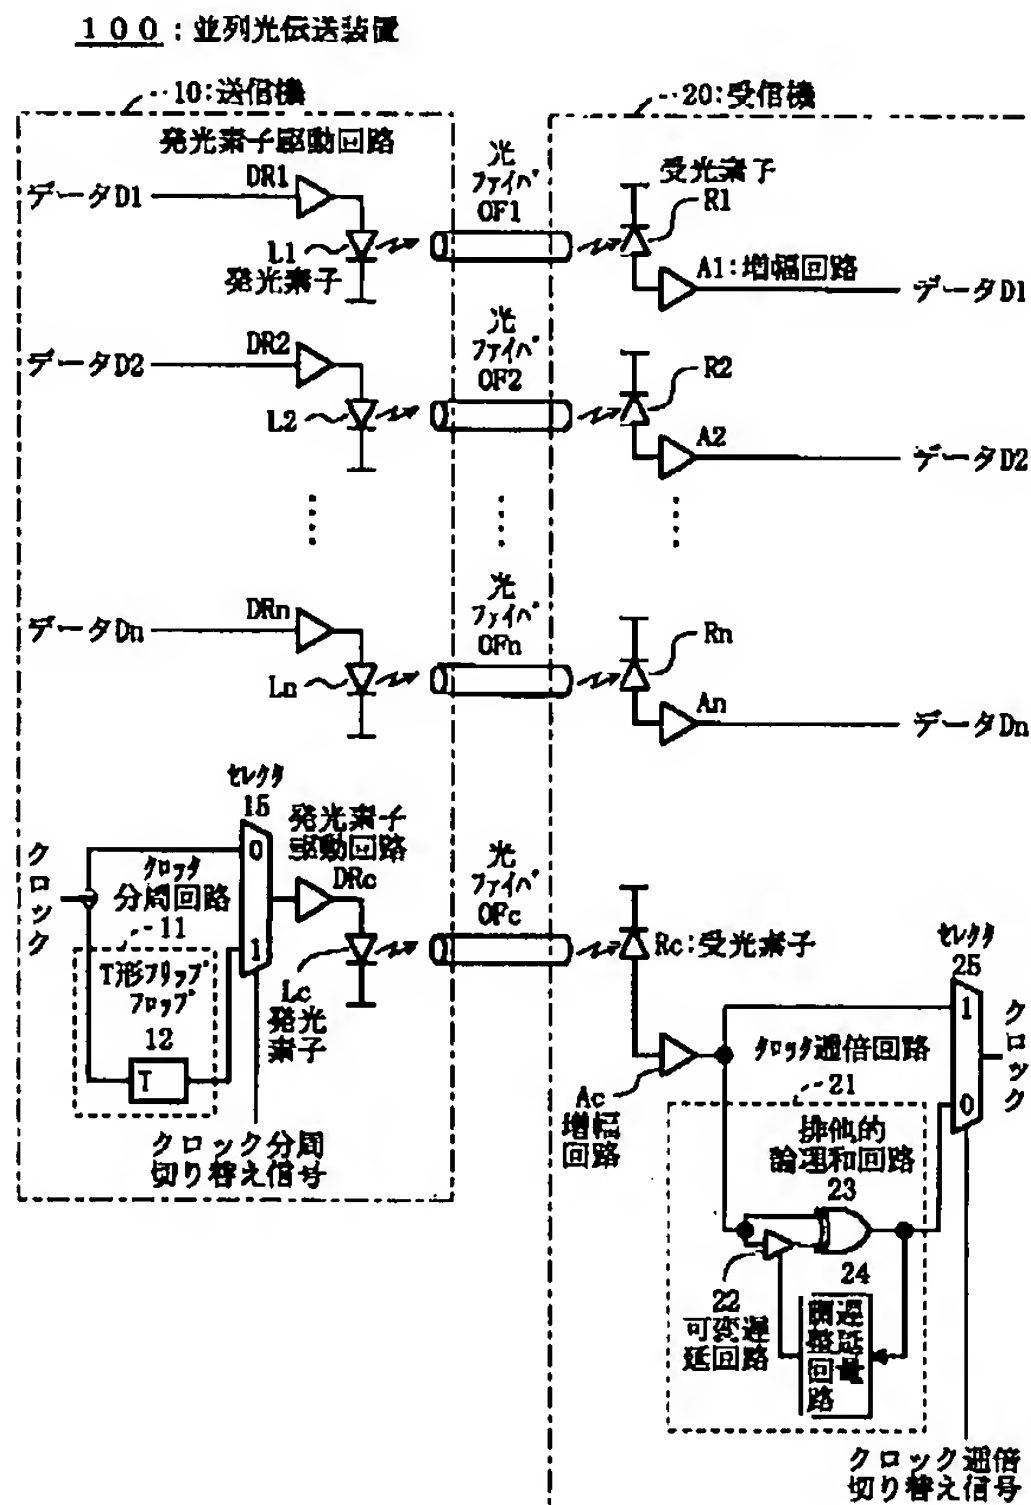 100:並列光伝送装置
10:送信機
20:受信機
発光素子駆動回路
データD1
DR1
L1
発光素子
光
ファイバ
OF1
受光素子
R1
A1:増幅回路
データD1
データD2
DR2
L2
光
ファイバ
OF2
R2
A2
データD2
データDn
DRn
Ln
光
ファイバ
OFn
Rn
An
データDn
クロック
セレクタ
15
0
1
クロック
分周回路
11
T形フリップ
フロップ
12
T
発光素子
駆動回路
DRc
Lc
発光
素子
クロック分周
切り替え信号
光
ファイバ
OFc
Rc:受光素子
Ac
増幅
回路
クロック逓倍回路
21
セレクタ
25
1
0
クロック
排他的
論理和回路
23
22
可変遅
延回路
24
遅延量
調整回路
クロック逓倍
切り替え信号